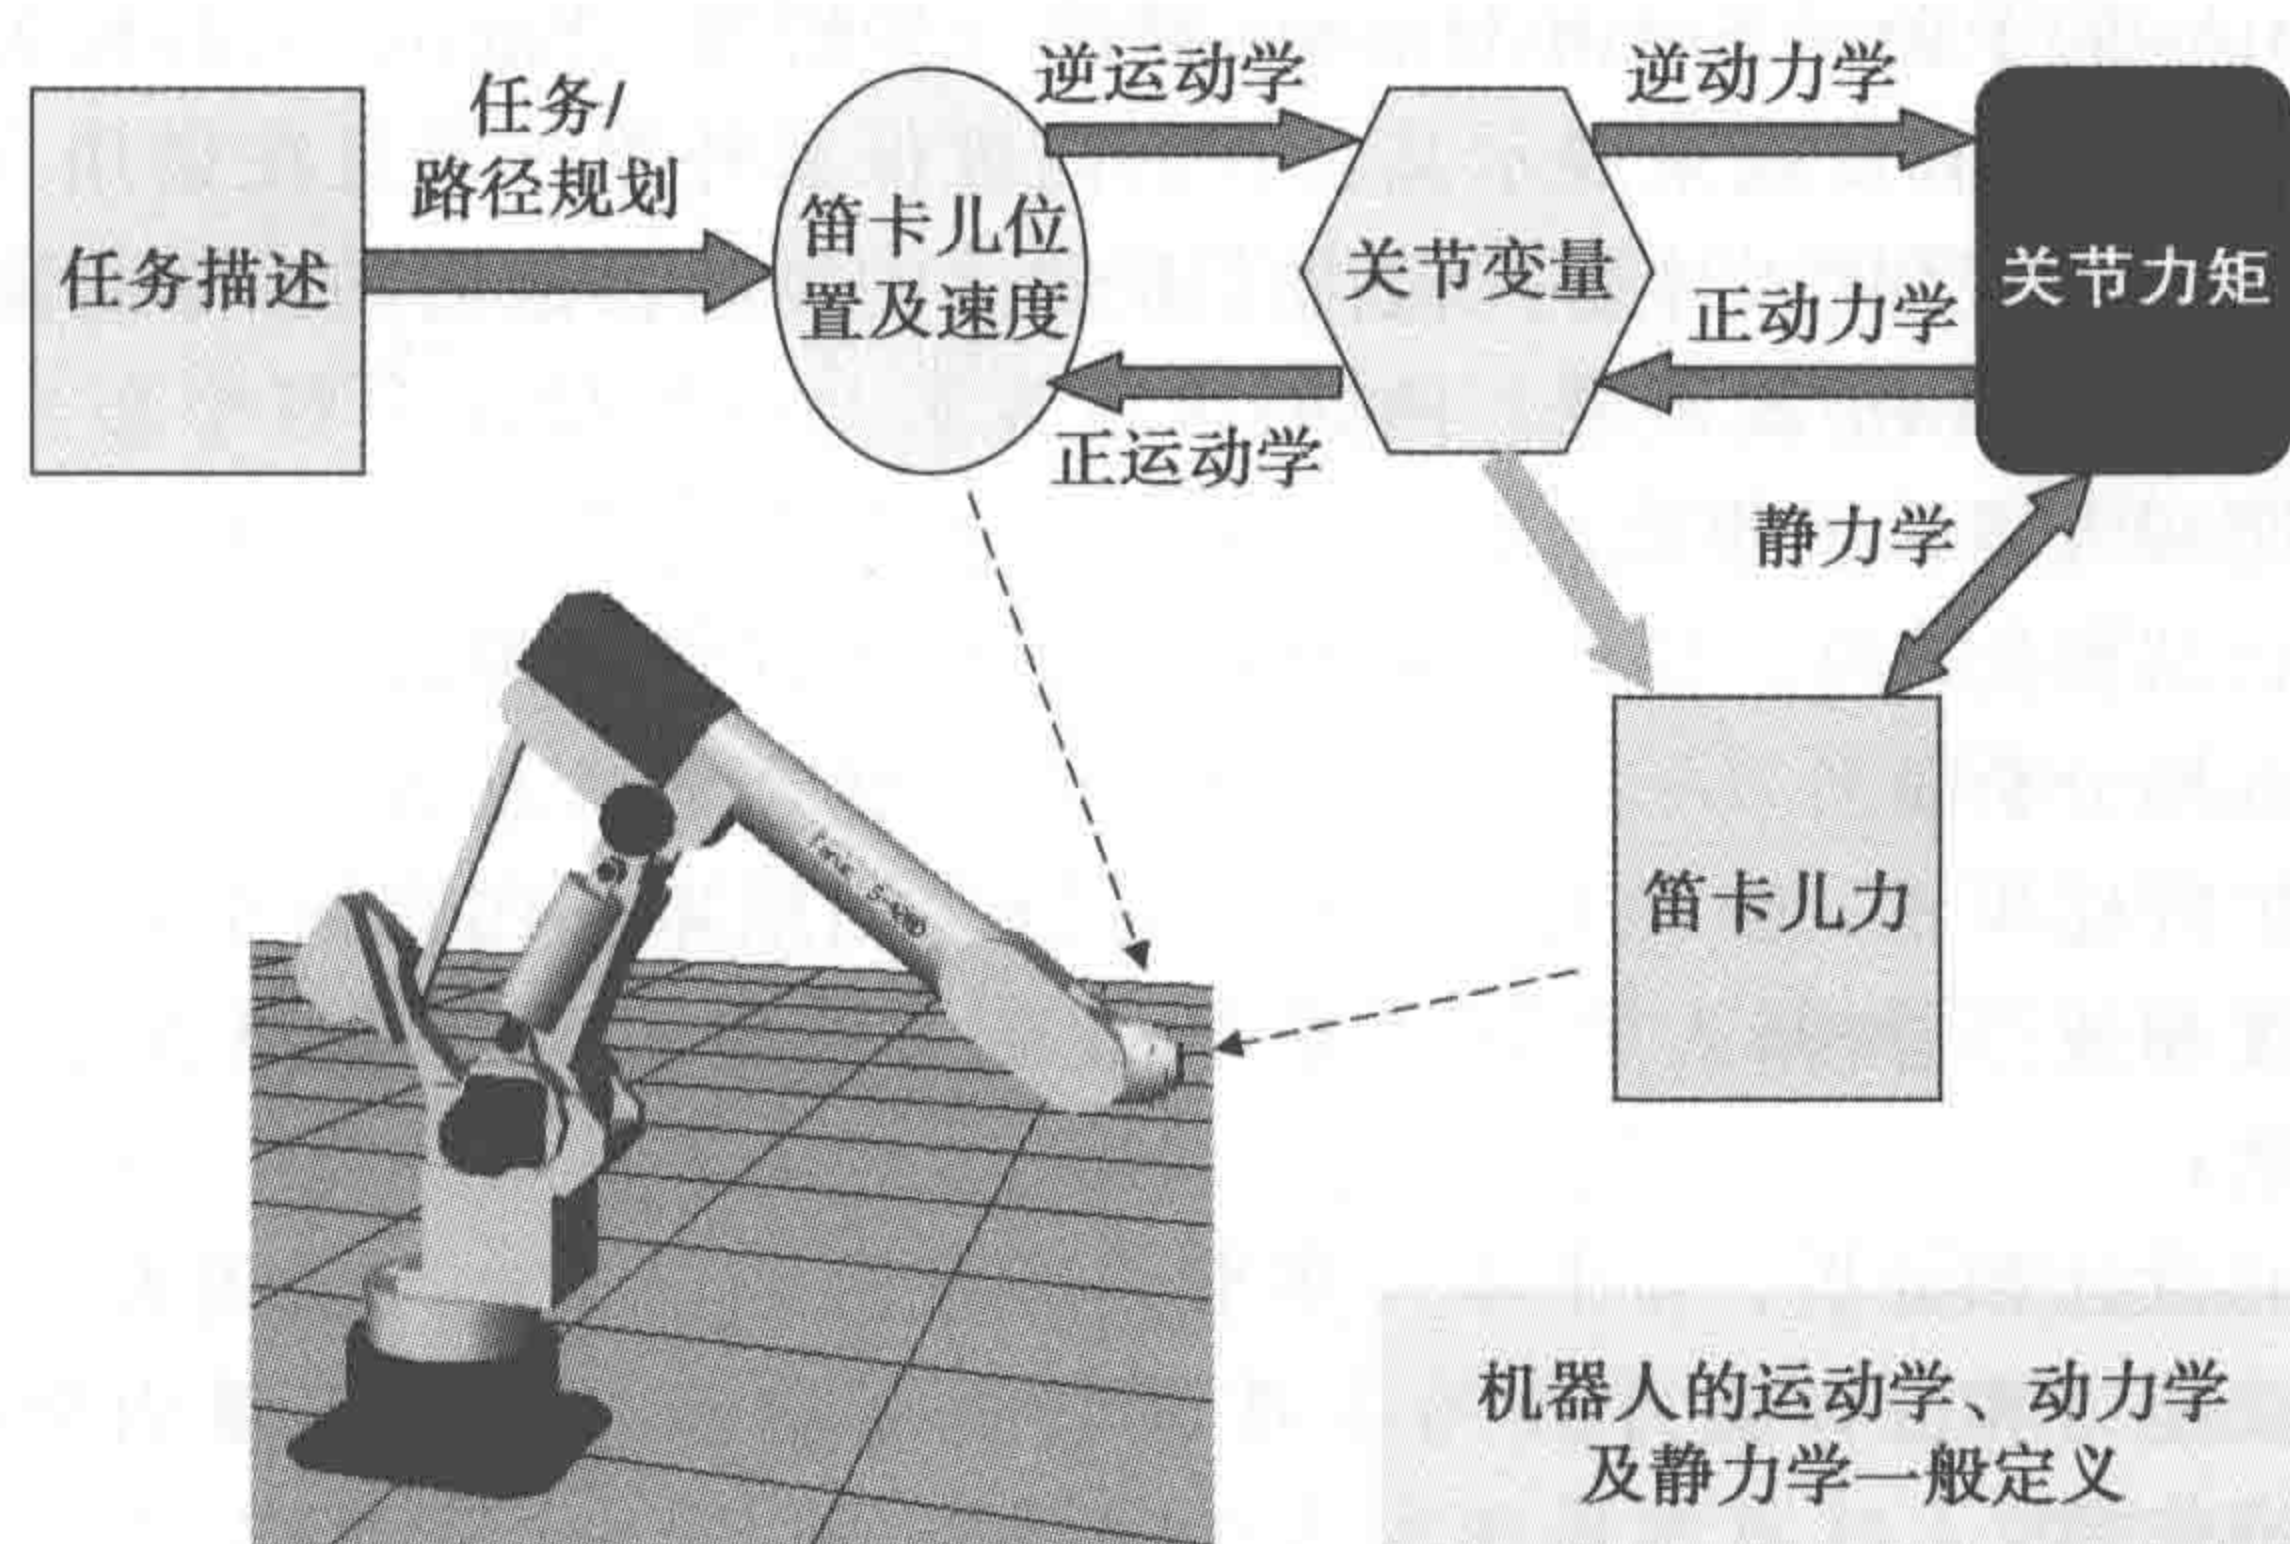 任务描述
任务/
路径规划
笛卡儿位
置及速度
逆运动学
正运动学
关节变量
逆动力学
正动力学
关节力矩
静力学
笛卡儿力
Fanuc S-420D
机器人的运动学、动力学
及静力学一般定义